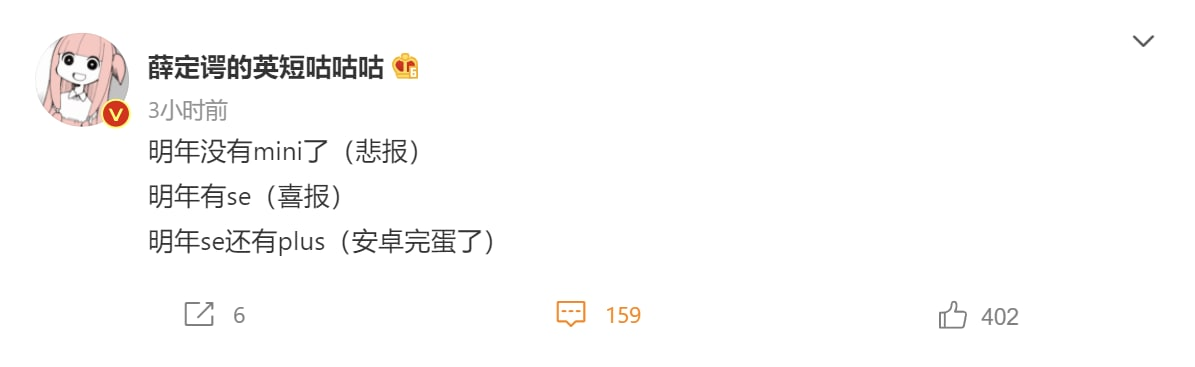 薛定谔的英短咕咕咕
3小时前
明年没有mini了（悲报）
明年有se（喜报）
明年se还有plus（安卓完蛋了）
6
159
402